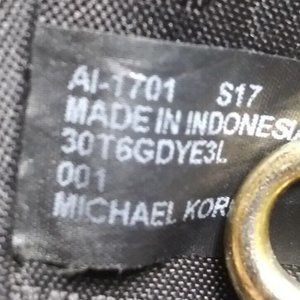 AI-1701 S17
MADE IN INDONESI
30T6GDYE3L
001
MICHAEL KOR